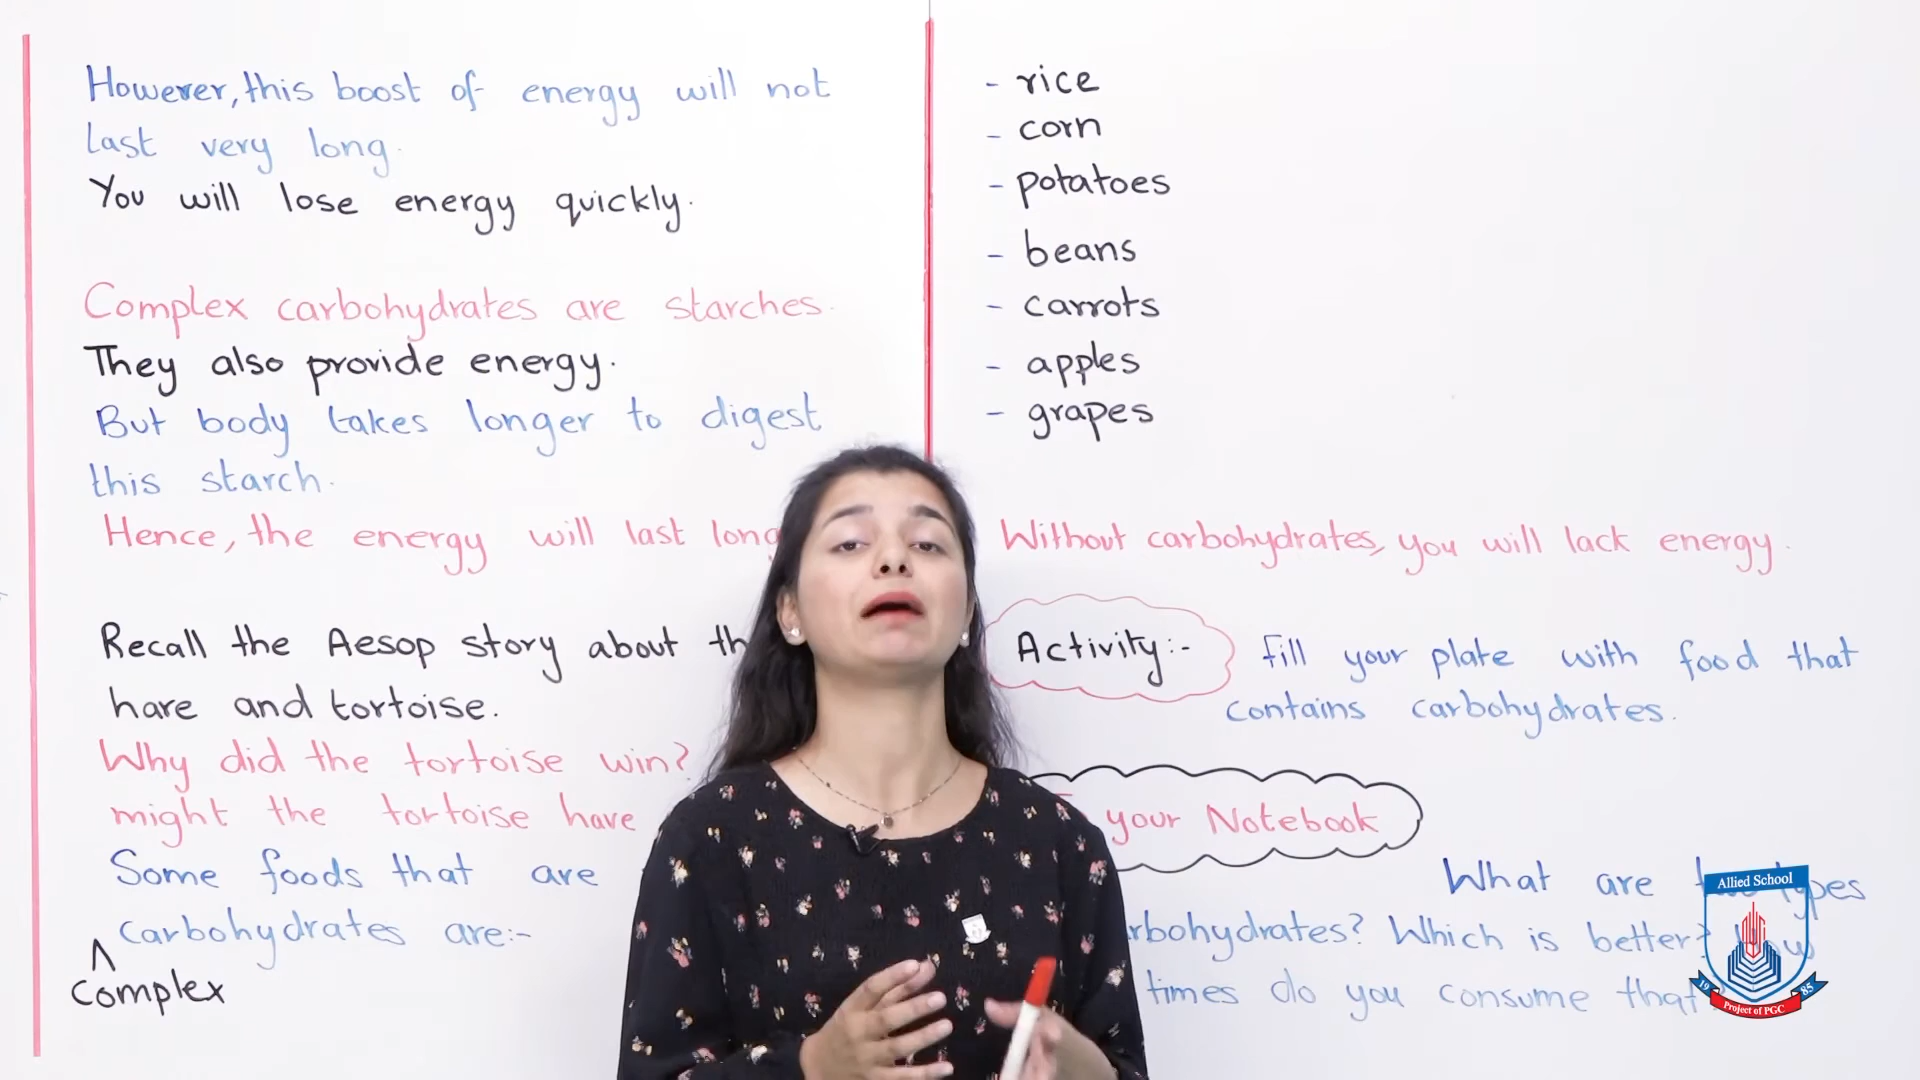 However, this boost of energy will not
last very long.
You will lose energy quickly.
Complex carbohydrates are starches.
They also provide energy.
But body takes longer to digest
this starch.
Hence, the energy will last long
Recall the Aesop story about th
hare and tortoise.
Why did the tortoise win?
might the tortoise have
Some foods that are
complex carbohydrates are:-
- rice
- corn
- potatoes
- beans
- carrots
- apples
- grapes
Without carbohydrates, you will lack energy.
Activity:- Fill your plate with food that
contains carbohydrates.
your Notebook
What are types
rbohydrates? Which is better?
times do you consume that
Allied School
19 85
Project of PGC